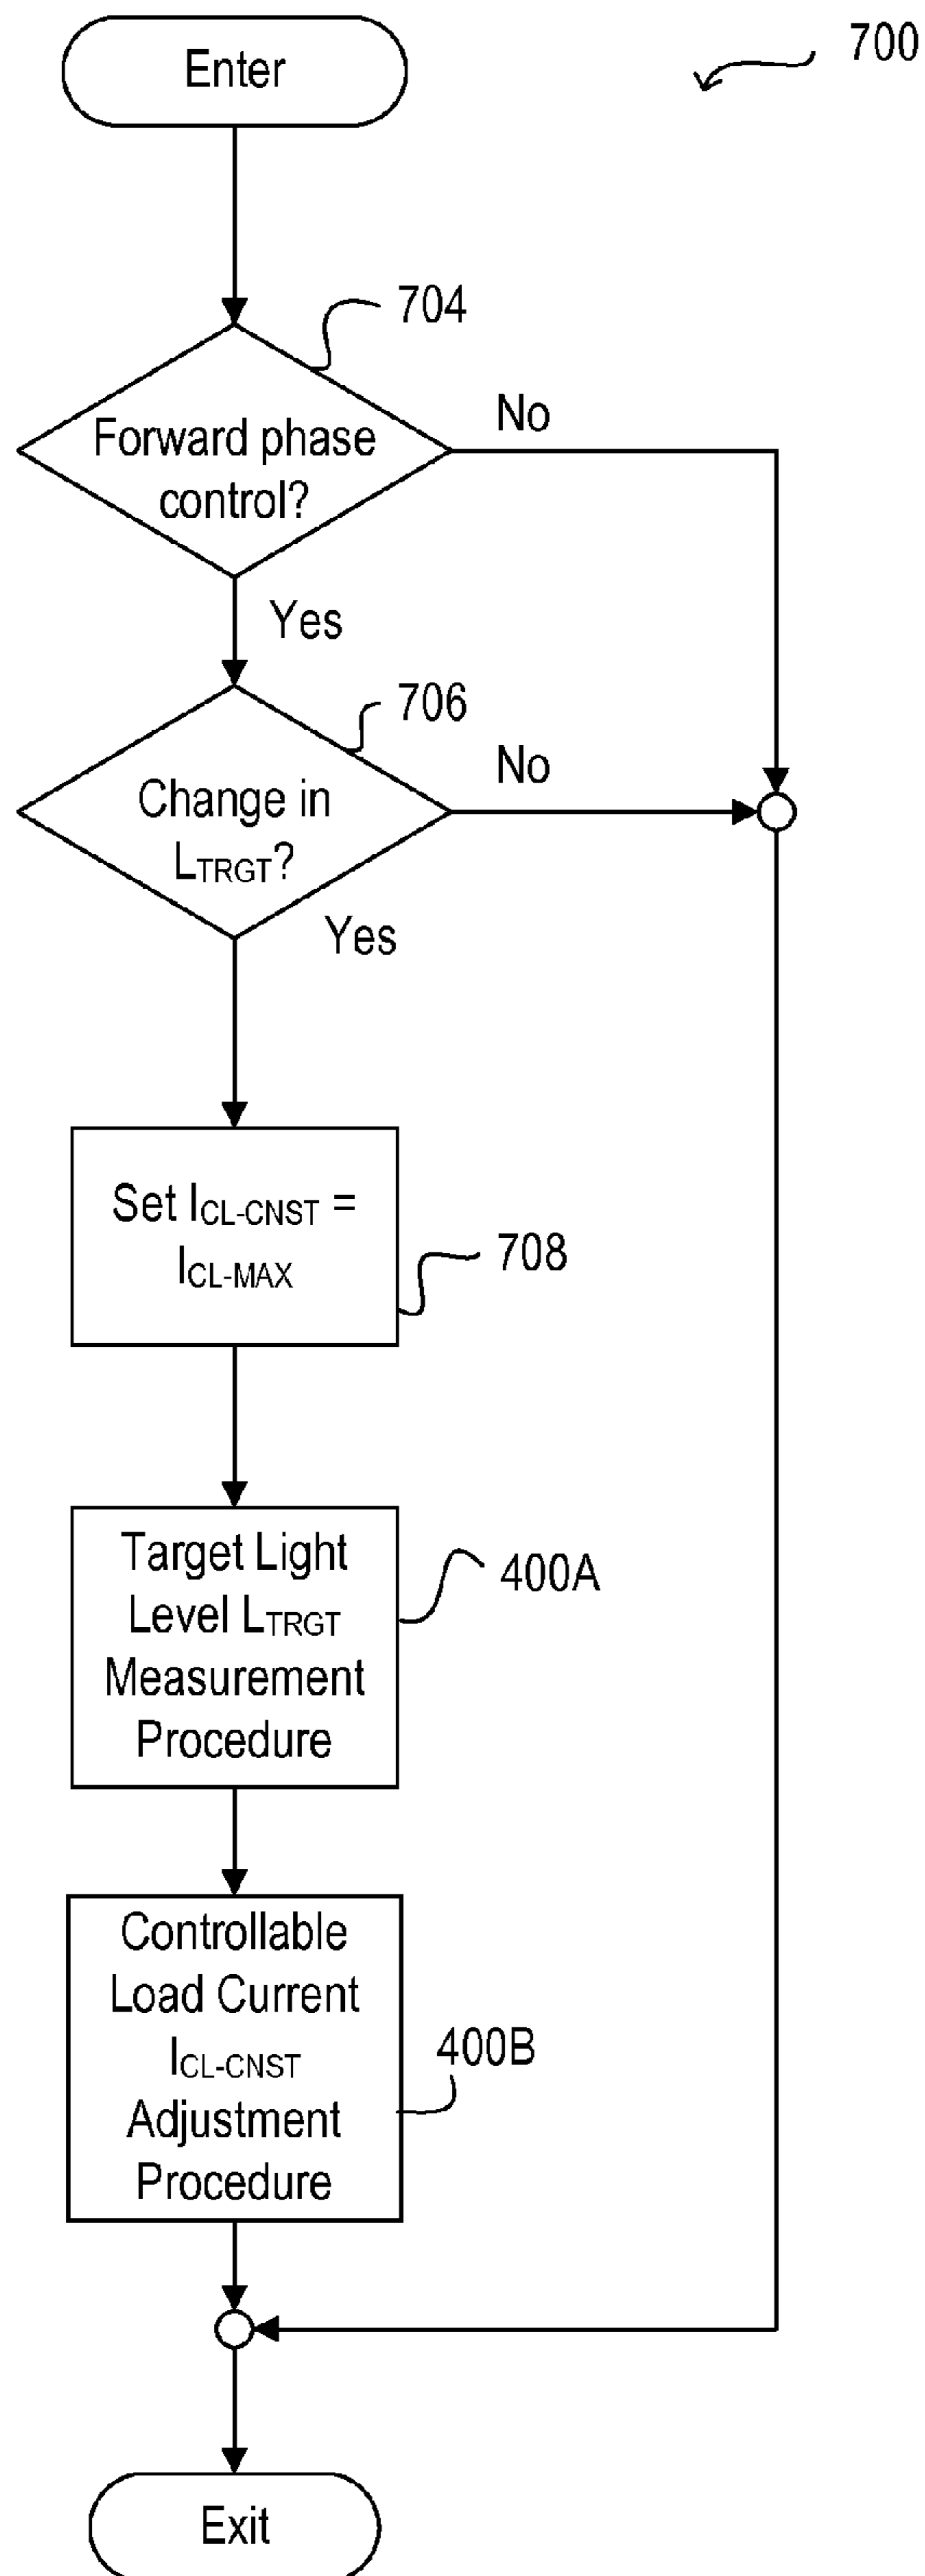 Enter
700
704
Forward phase
control?
No
Yes
706
Change in
LTRGT?
No
Yes
Set ICL-CNST =
ICL-MAX
708
Target Light
Level LTRGT
Measurement
Procedure
400A
Controllable
Load Current
ICL-CNST
Adjustment
Procedure
400B
Exit